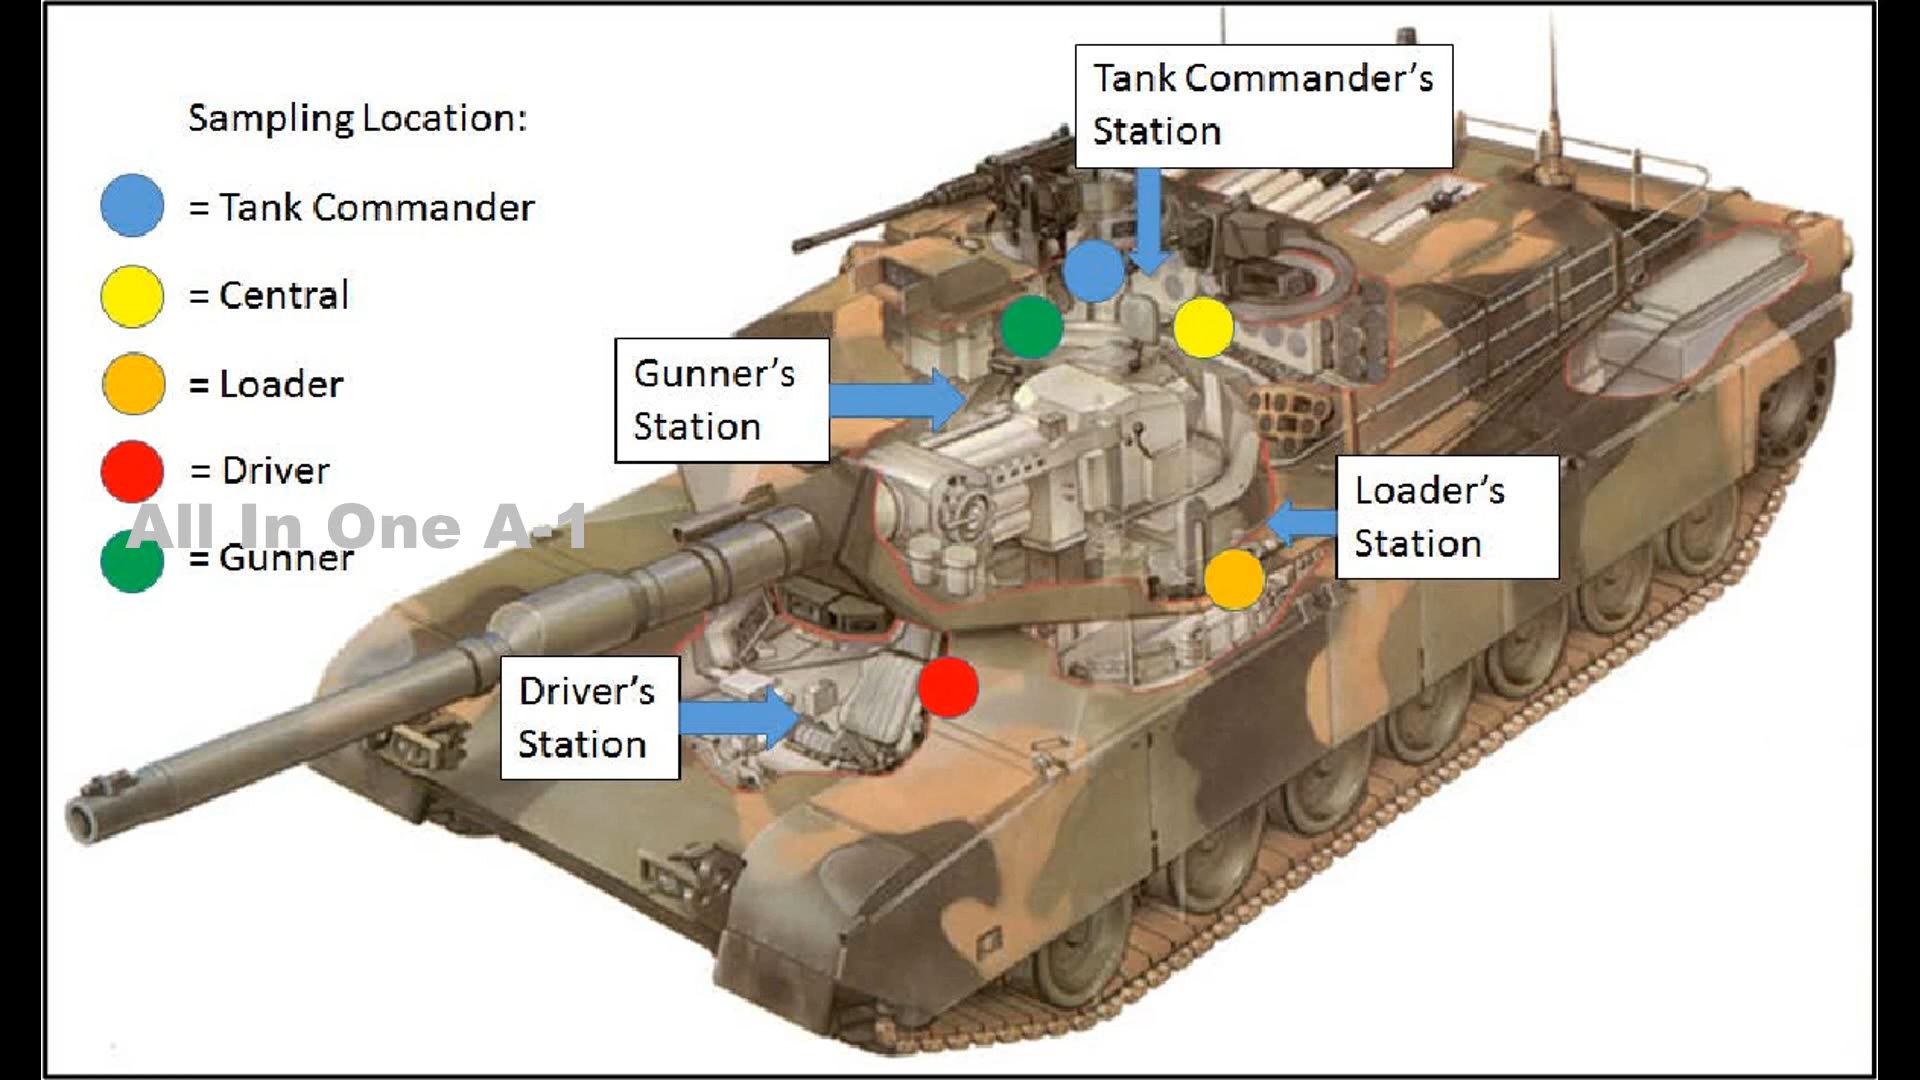 Sampling Location:
= Tank Commander
= Central
= Loader
= Driver
All In One A-1
= Gunner
Tank Commander’s
Station
Gunner’s
Station
Loader’s
Station
Driver’s
Station